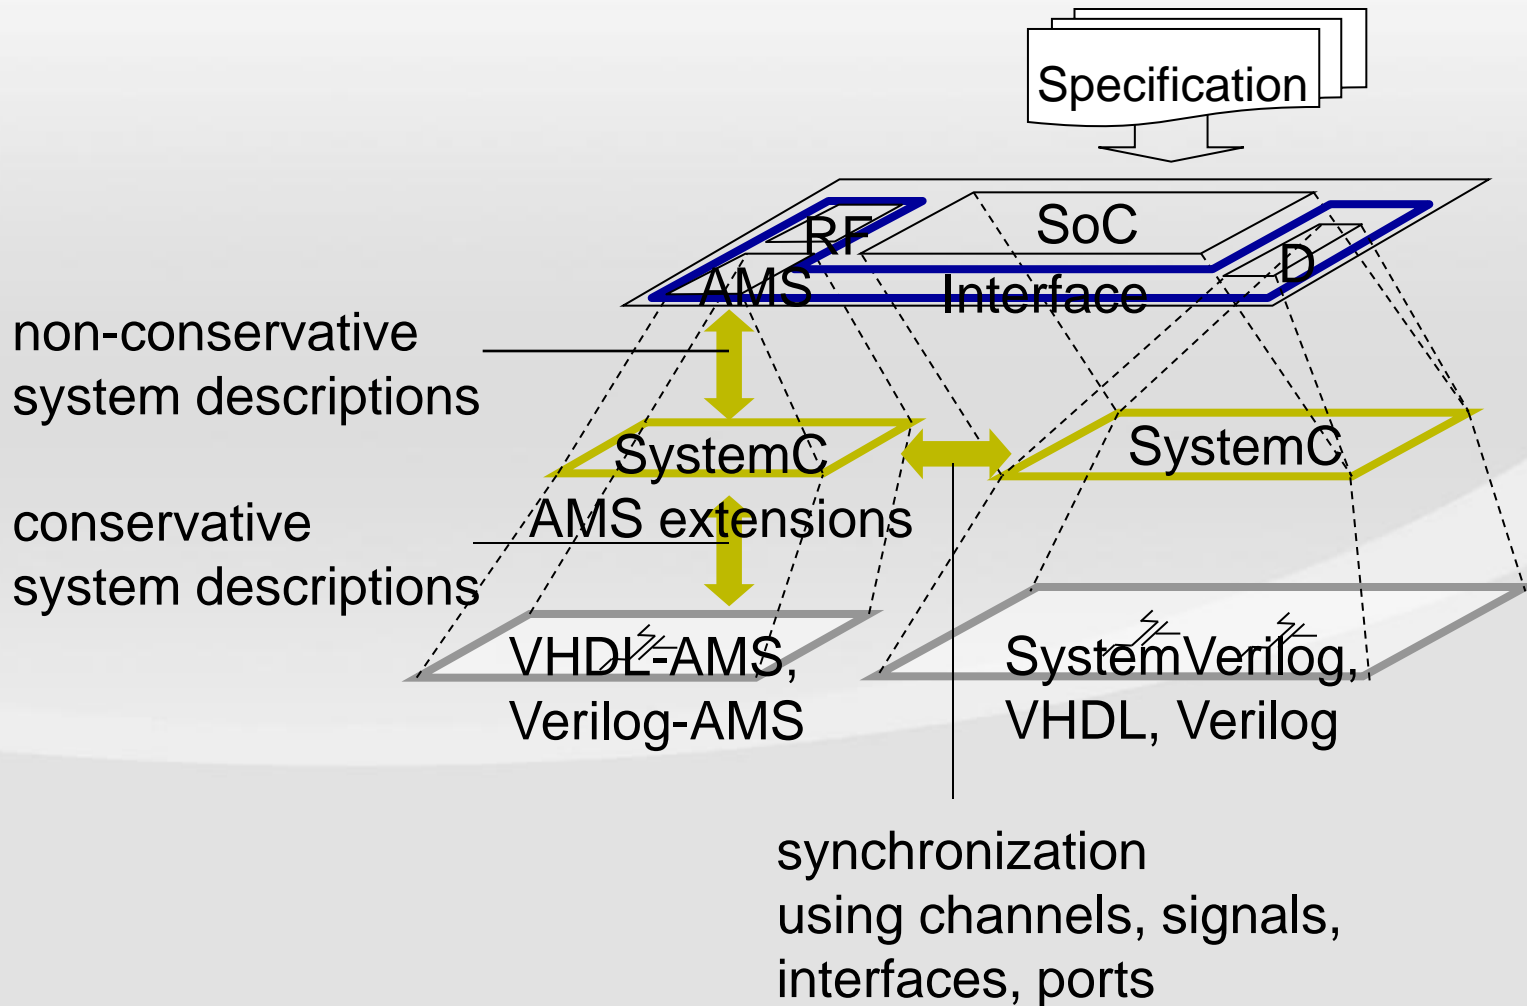 Specification
RF
SoC
D
AMS
Interface
non-conservative
system descriptions
SystemC
SystemC
AMS extensions
conservative
system descriptions
VHDL-AMS,
Verilog-AMS
SystemVerilog,
VHDL, Verilog
synchronization
using channels, signals,
interfaces, ports